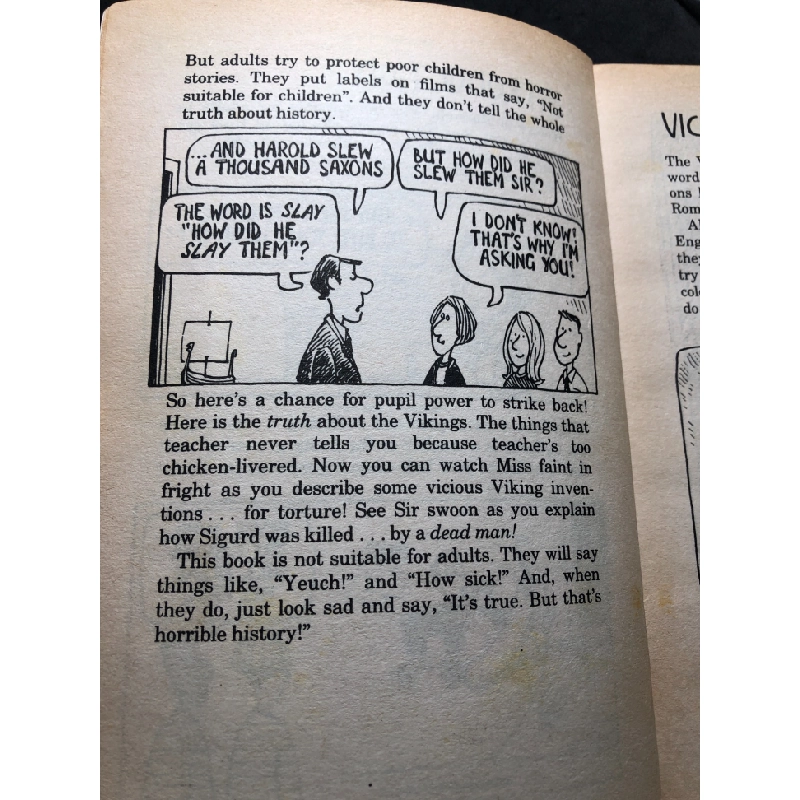 But adults try to protect poor children from horror
stories. They put labels on films that say, “Not
suitable for children”. And they don’t tell the whole
truth about history.
...AND HAROLD SLEW
A THOUSAND SAXONS
BUT HOW DID HE
SLEW THEM SIR?
THE WORD IS SLAY
"HOW DID HE
SLAY THEM"?
I DON'T KNOW"
THAT'S WHY I'M
ASKING YOU!
So here’s a chance for pupil power to strike back!
Here is the truth about the Vikings. The things that
teacher never tells you because teacher’s too
chicken-livered. Now you can watch Miss faint in
fright as you describe some vicious Viking inven-
tions . . . for torture! See Sir swoon as you explain
how Sigurd was killed . . . by a dead man!
This book is not suitable for adults. They will say
things like, “Yeuch!” and “How sick!” And, when
they do, just look sad and say, “It’s true. But that’s
horrible history!”
VIC
The
word
ons
Rom
Eng
they
try
col
do